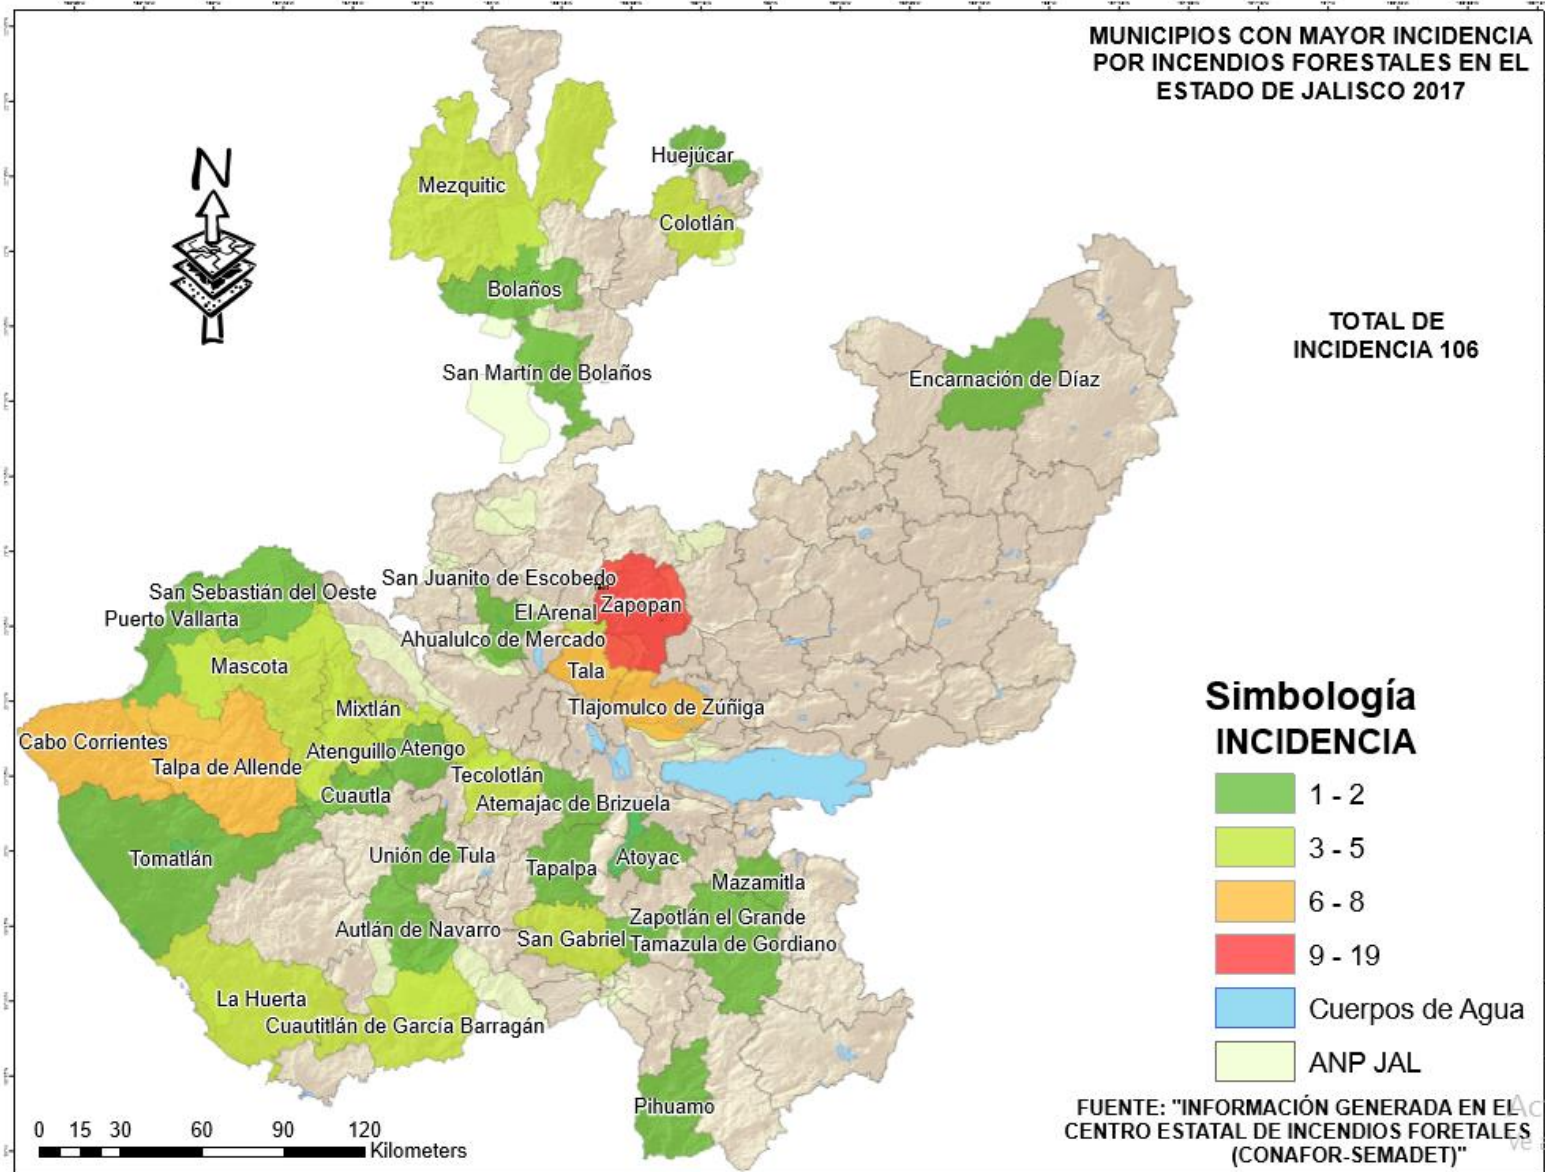 MUNICIPIOS CON MAYOR INCIDENCIA
POR INCENDIOS FORESTALES EN EL
ESTADO DE JALISCO 2017
N
Huejúcar
Mezquitic
Colotlán
Bolaños
TOTAL DE
INCIDENCIA 106
San Martín de Bolaños
Encarnación de Díaz
San Juanito de Escobedo
San Sebastián del Oeste
El Arenal
Zapopan
Puerto Vallarta
Ahualulco de Mercado
Mascota
Tala
Mixtlán
Tlajomulco de Zúñiga
Cabo Corrientes
Atenguillo
Atengo
Talpa de Allende
Tecolotlán
Cuautla
Atemajac de Brizuela
Tomatlán
Unión de Tula
Tapalpa
Atoyac
Mazamitla
Zapotlán el Grande
Autlán de Navarro
San Gabriel
Tamazula de Gordiano
La Huerta
Cuautitlán de García Barragán
Pihuamo
Simbología
INCIDENCIA
1 - 2
3 - 5
6 - 8
9 - 19
Cuerpos de Agua
ANP JAL
0 15 30 60 90 120
Kilometers
FUENTE: "INFORMACIÓN GENERADA EN EL
CENTRO ESTATAL DE INCENDIOS FORETALES
(CONAFOR-SEMADET)"